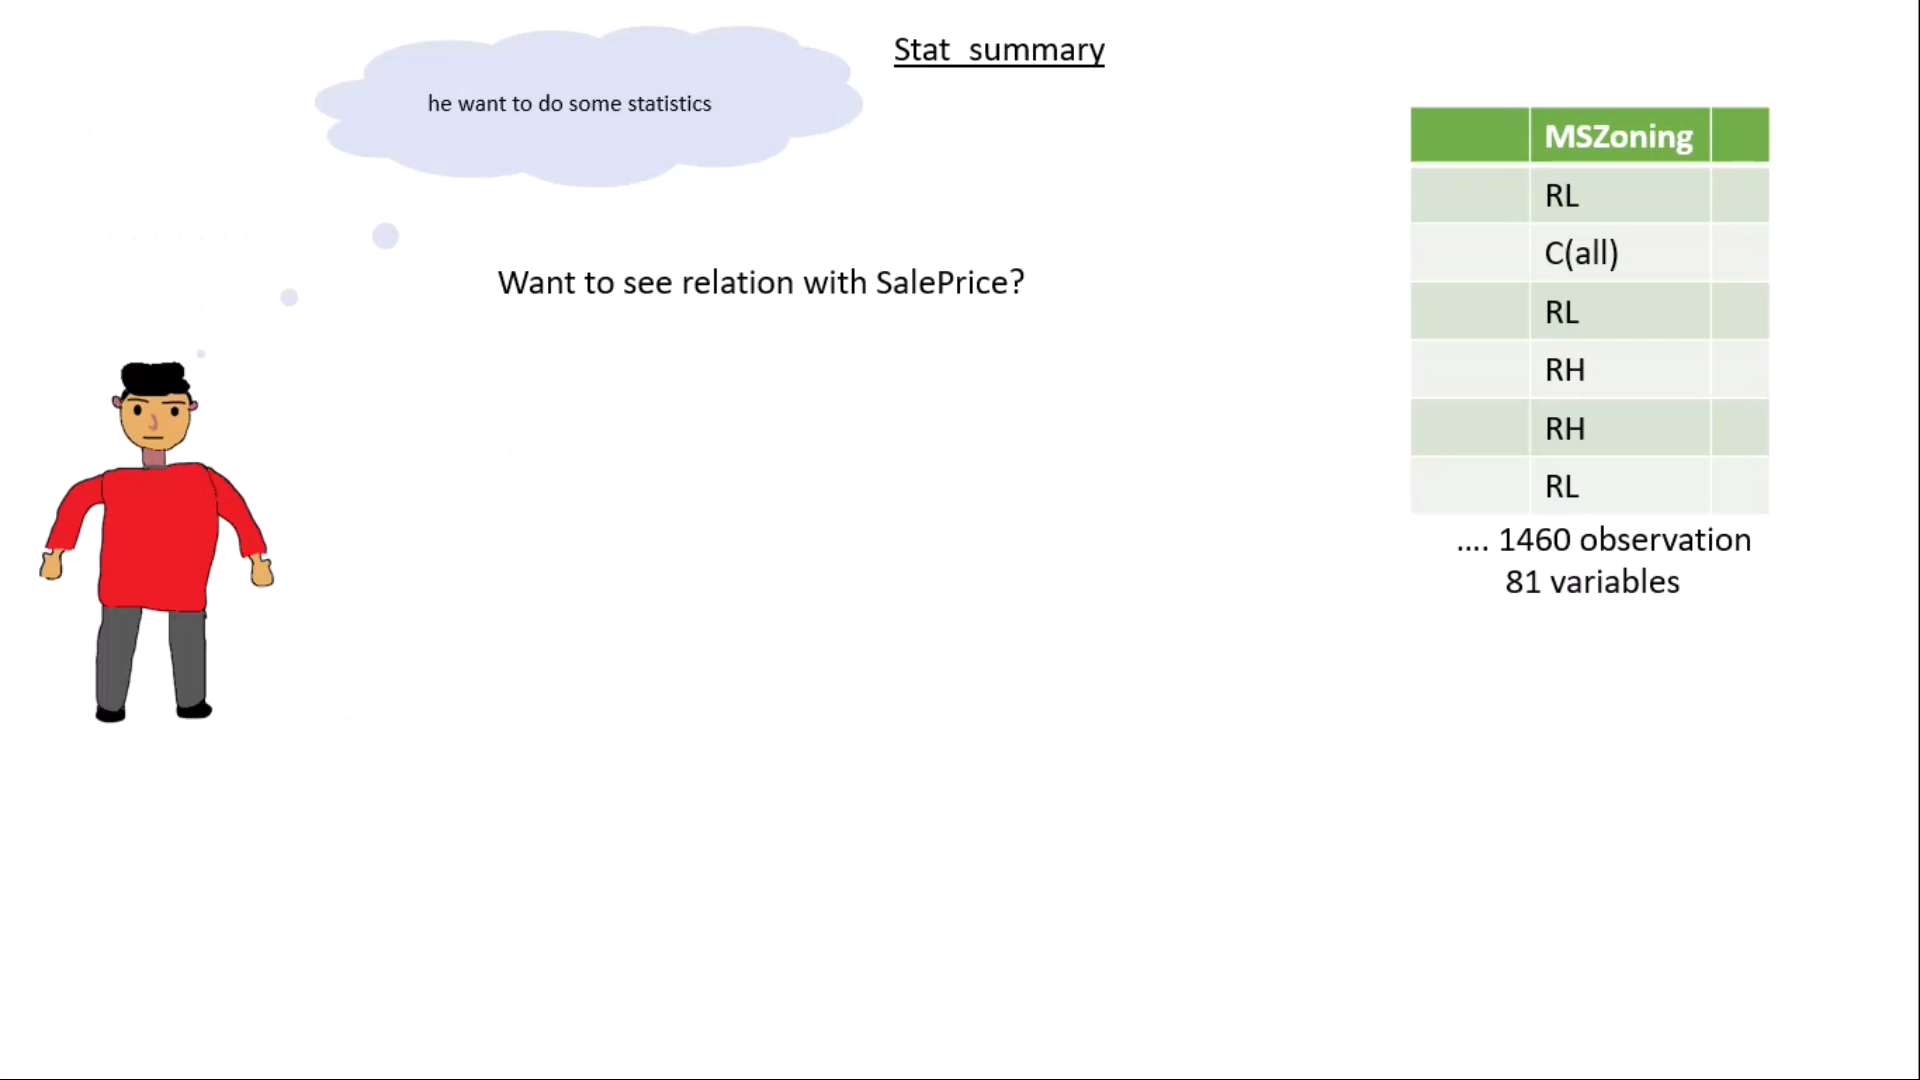 Stat summary
he want to do some statistics
Want to see relation with SalePrice?
MSZoning
RL
C(all)
RL
RH
RH
RL
.... 1460 observation
81 variables